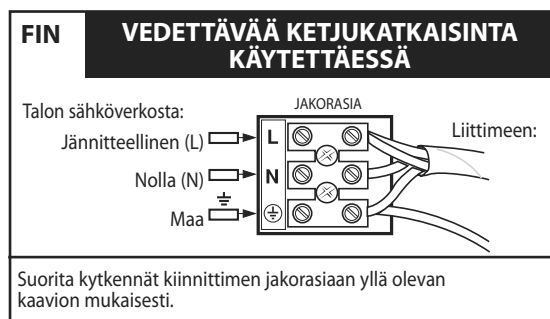 FIN
VEDETTÄVÄÄ KETJUKATKAISINTA
KÄYTETTÄESSÄ
Talon sähköverkosta:
JAKORASIA
Jännitteellinen (L)
L
Liittimeen:
Nolla (N)
N
Maa
Suorita kytkennät kiinnittimen jakorasiaan yllä olevan
kaavion mukaisesti.